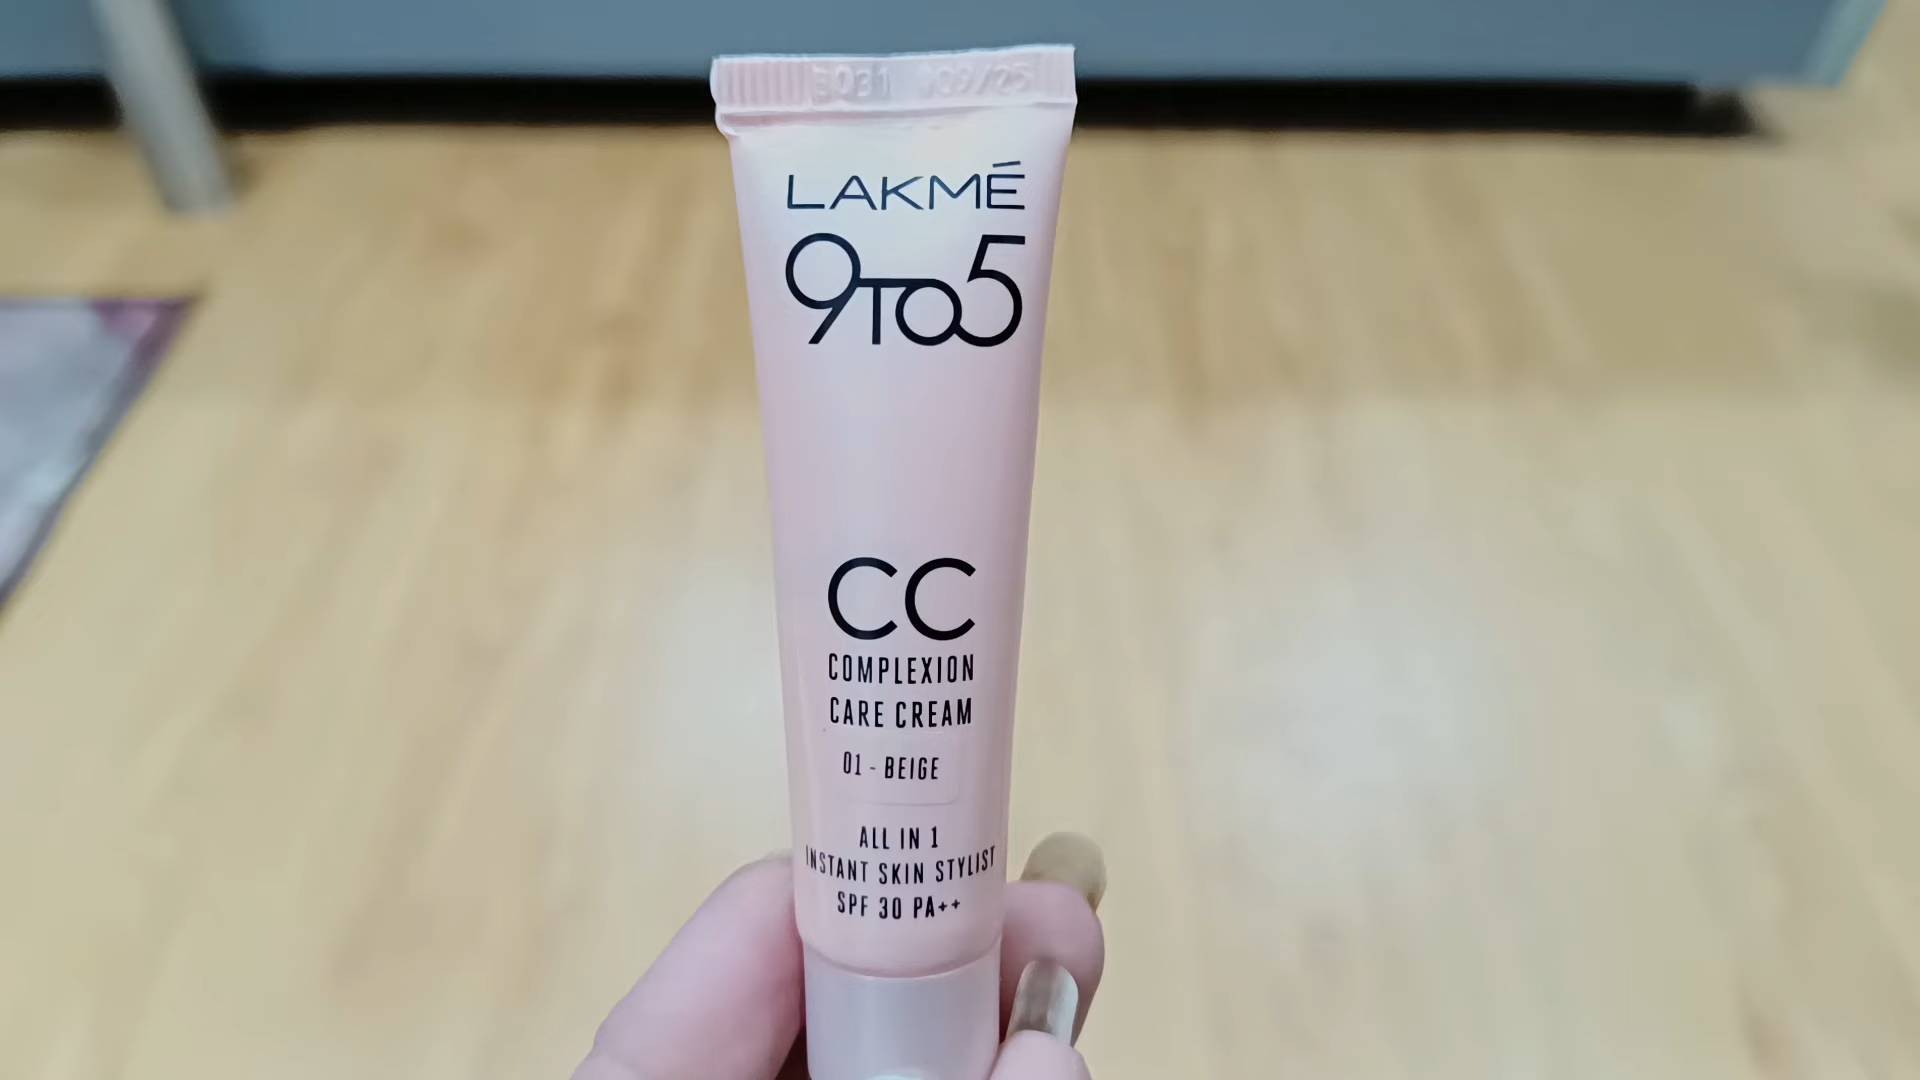 LAKMÉ
9TO5
CC
COMPLEXION
CARE CREAM
01 - BEIGE
ALL IN 1
INSTANT SKIN STYLIST
SPF 30 PA++